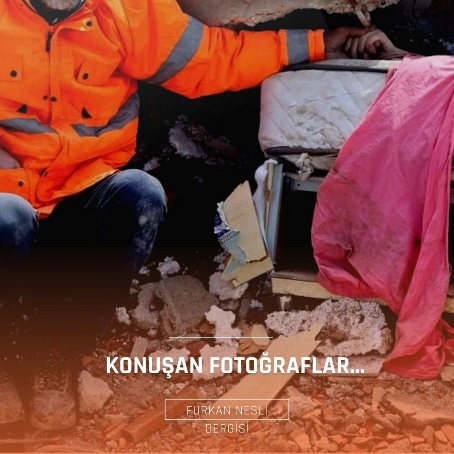 KONUŞAN FOTOĞRAFLAR...
FURKAN NESLİ
DERGİSİ